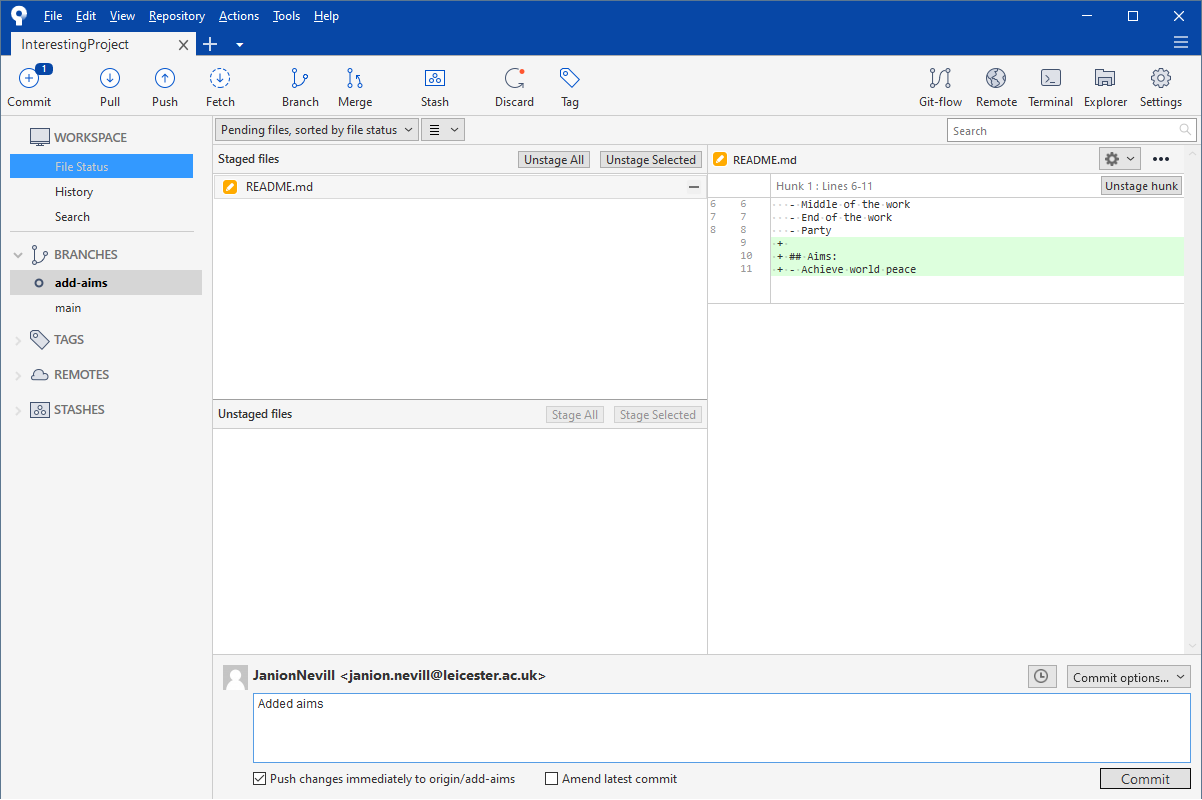 File Edit View Repository Actions Tools Help
InterestingProject
1
Commit Pull Push Fetch Branch Merge Stash Discard Tag Git-flow Remote Terminal Explorer Settings
WORKSPACE
File Status
History
Search
BRANCHES
add-aims
main
TAGS
REMOTES
STASHES
Pending files, sorted by file status
Search
Staged files Unstage All Unstage Selected
README.md
Unstaged files Stage All Stage Selected
README.md
Hunk 1 : Lines 6-11 Unstage hunk
6 6 - Middle of the work
7 7 - End of the work
8 8 - Party
9 +
10 + ## Aims:
11 + - Achieve world peace
JanionNevill <janion.nevill@leicester.ac.uk>
Commit options...
Added aims
Push changes immediately to origin/add-aims Amend latest commit
Commit